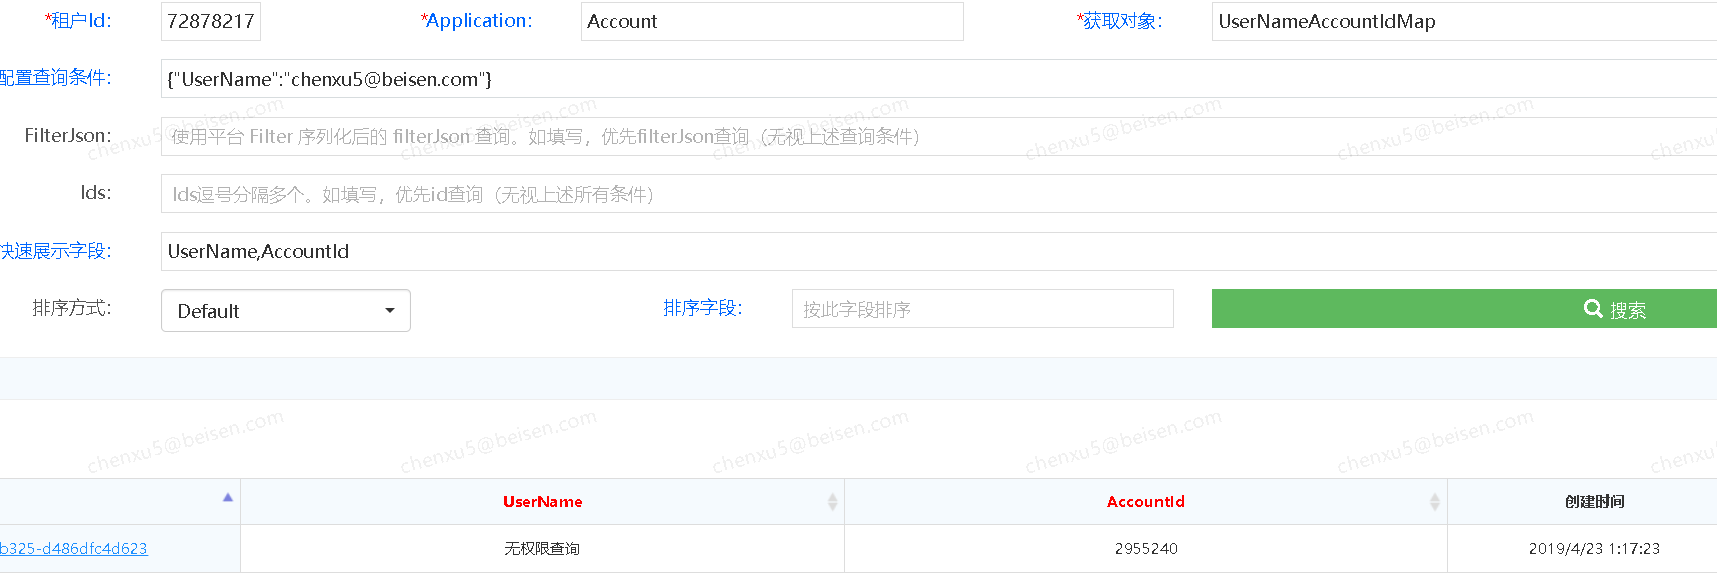 *租户Id: 72878217 *Application: Account *获取对象: UserNameAccountIdMap
配置查询条件: {"UserName":"chenxu5@beisen.com"}
FilterJson: 使用平台 Filter 序列化后的 filterJson 查询。如填写，优先filterJson查询（无视上述查询条件）
chenxu5@beisen.com chenxu5@beisen.com chenxu5@beisen.com chenxu5@beisen.com chenxu5@beisen.com chenxu5
Ids: Ids逗号分隔多个。如填写，优先id查询（无视上述所有条件）
快速展示字段: UserName,AccountId
排序方式: Default 排序字段: 按此字段排序 搜索
chenxu5@beisen.com chenxu5@beisen.com chenxu5@beisen.com chenxu5@beisen.com chenxu5@beisen.com chenxu5
UserName AccountId 创建时间
b325-d486dfc4d623 无权限查询 2955240 2019/4/23 1:17:23